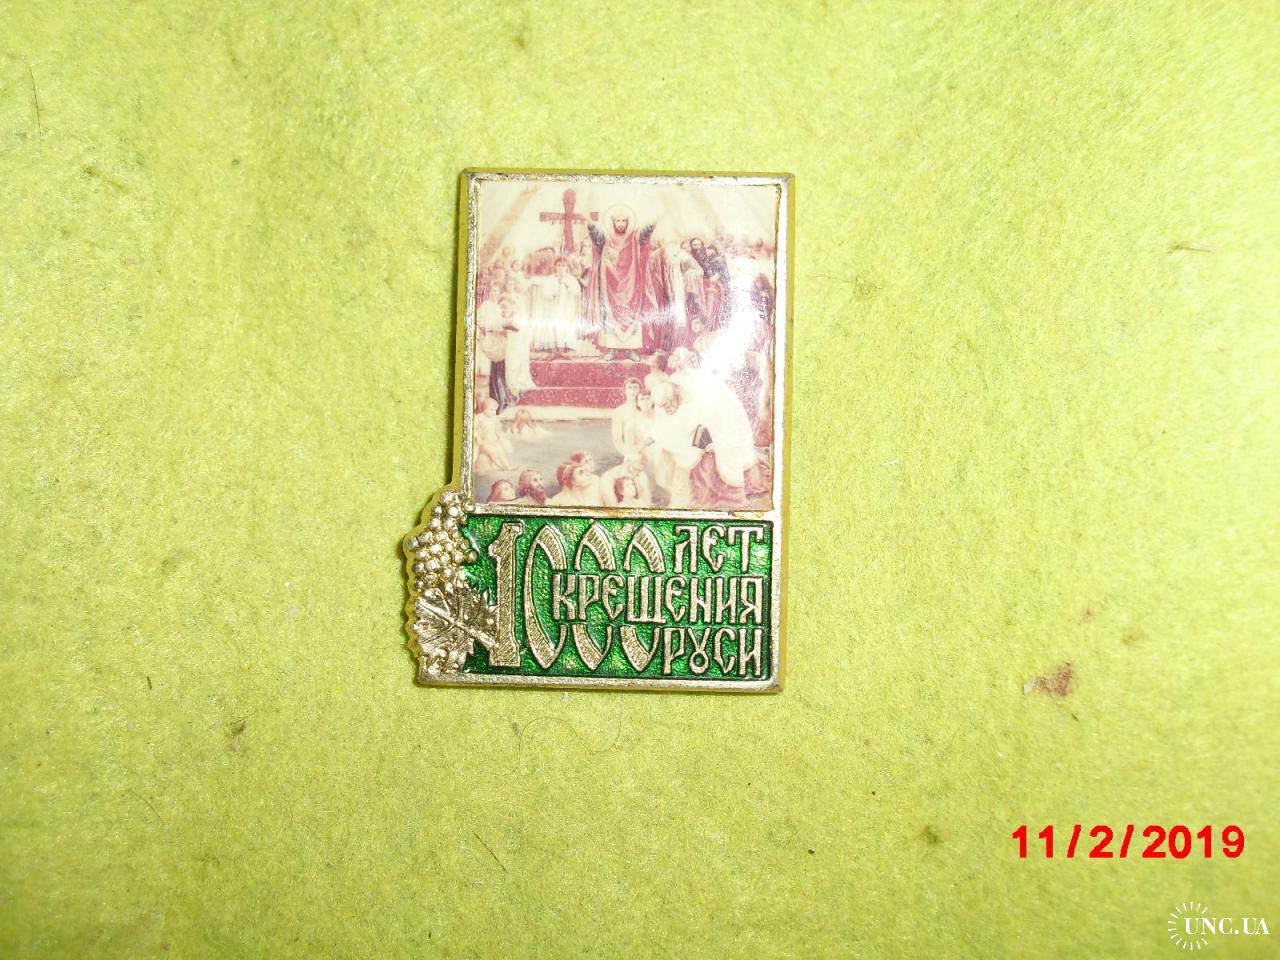 1000 ЛЕТ
КРЕЩЕНИЯ
РУСИ
11/2/2019
UNC.UA